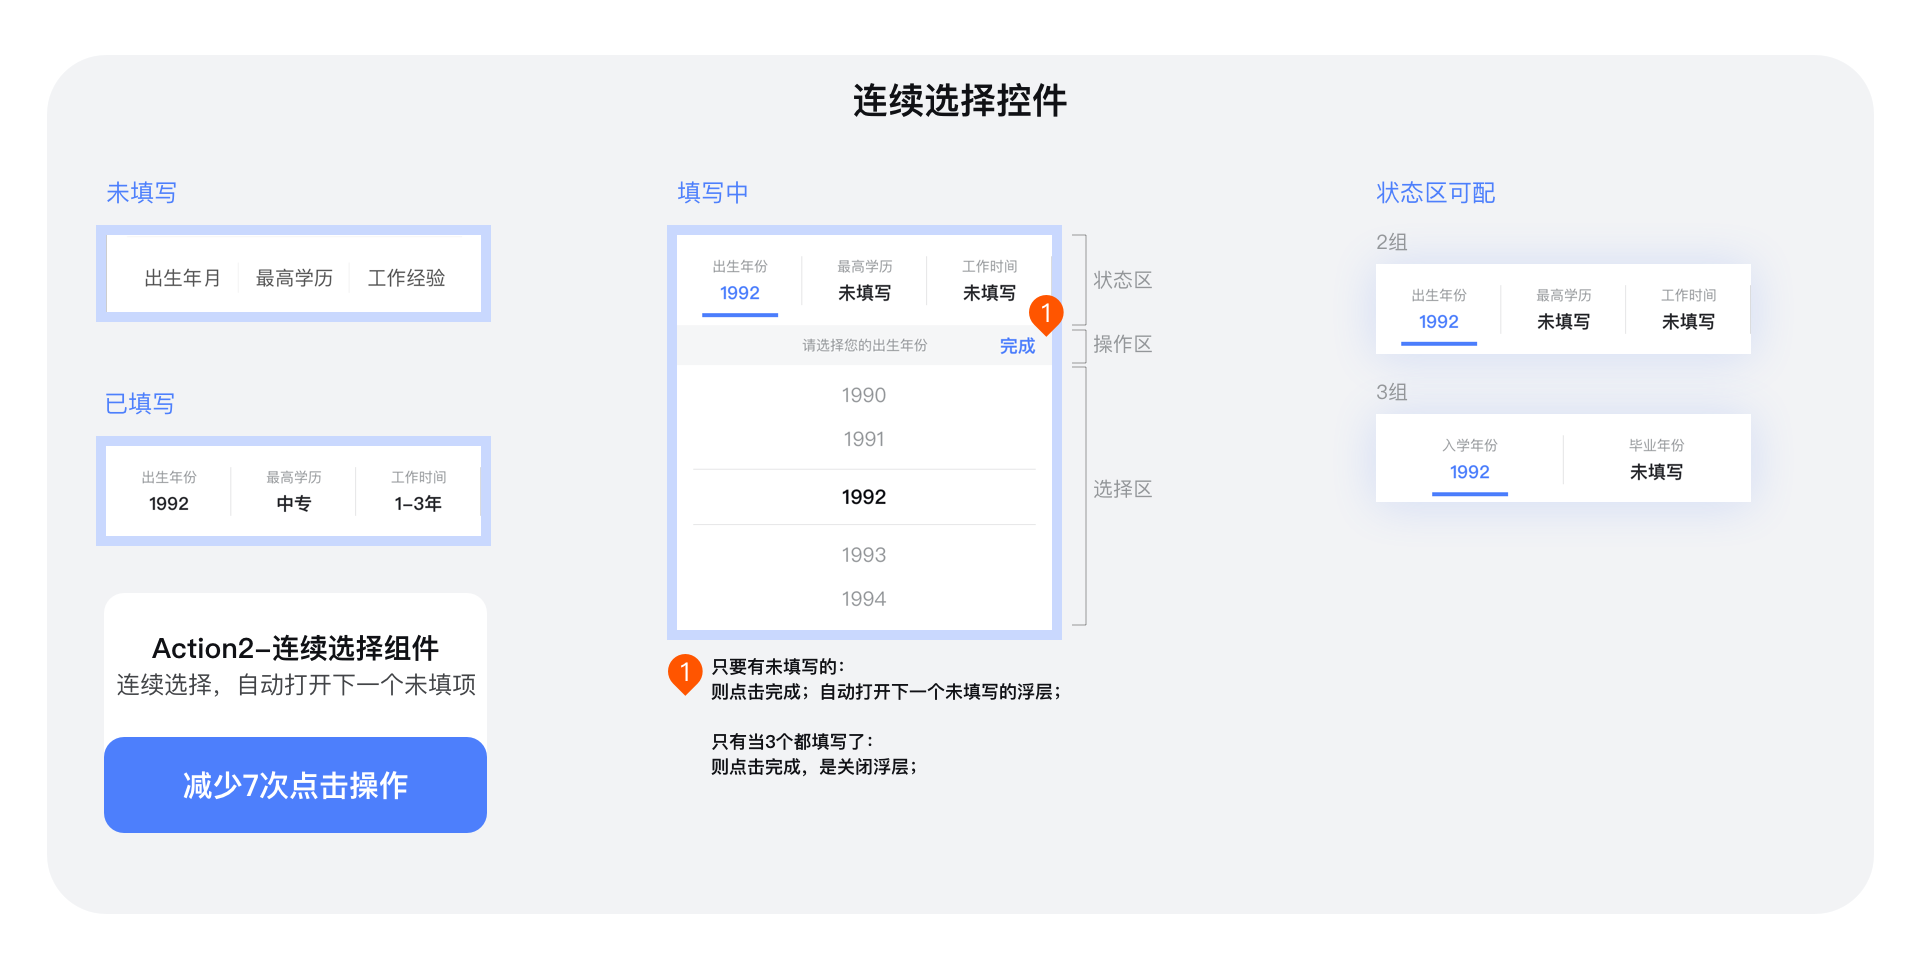 连续选择控件
未填写
出生年月 最高学历 工作经验
已填写
出生年份 最高学历 工作时间
1992 中专 1-3年
Action2-连续选择组件
连续选择，自动打开下一个未填项
减少7次点击操作
填写中
出生年份 最高学历 工作时间
1992 未填写 未填写
1
请选择您的出生年份 完成
1990
1991
1992
1993
1994
状态区
操作区
选择区
1
只要有未填写的：
则点击完成；自动打开下一个未填写的浮层；
只有当3个都填写了：
则点击完成，是关闭浮层；
状态区可配
2组
出生年份 最高学历 工作时间
1992 未填写 未填写
3组
入学年份 毕业年份
1992 未填写